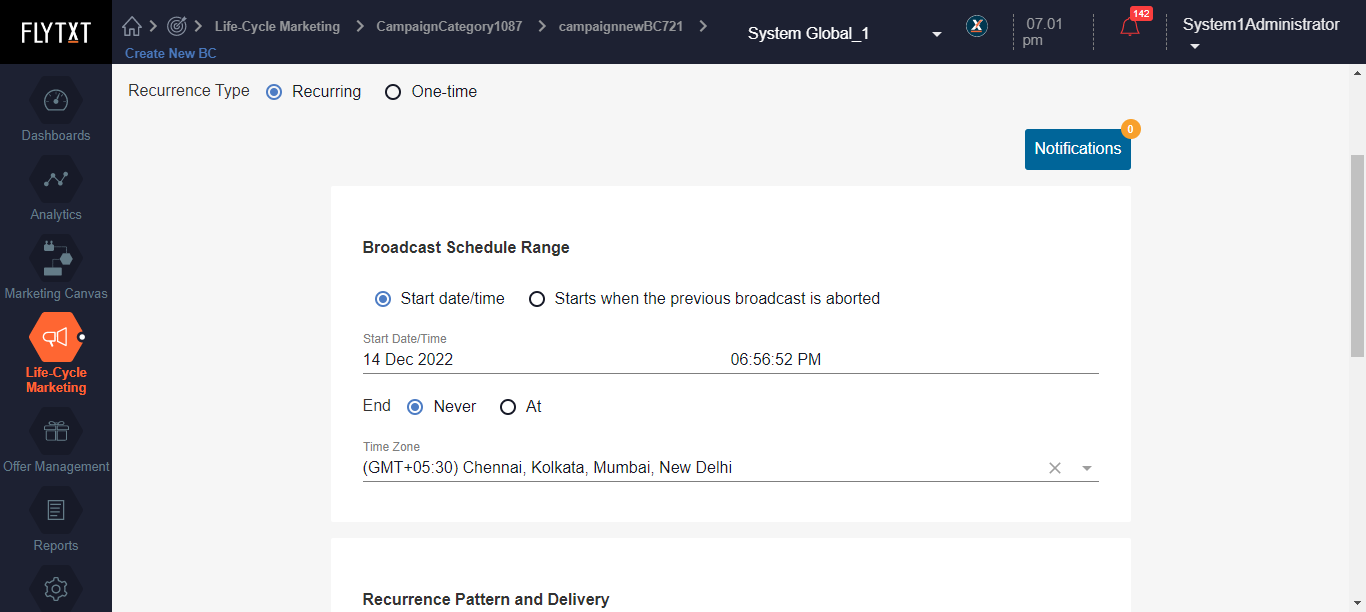 FLYTXT
Life-Cycle Marketing CampaignCategory1087 campaignnewBC721
Create New BC
System Global_1
07.01
pm
142
System1Administrator
Dashboards
Analytics
Marketing Canvas
Life-Cycle
Marketing
Offer Management
Reports
Recurrence Type Recurring One-time
Notifications
0
Broadcast Schedule Range
Start date/time Starts when the previous broadcast is aborted
Start Date/Time
14 Dec 2022 06:56:52 PM
End Never At
Time Zone
(GMT+05:30) Chennai, Kolkata, Mumbai, New Delhi
Recurrence Pattern and Delivery